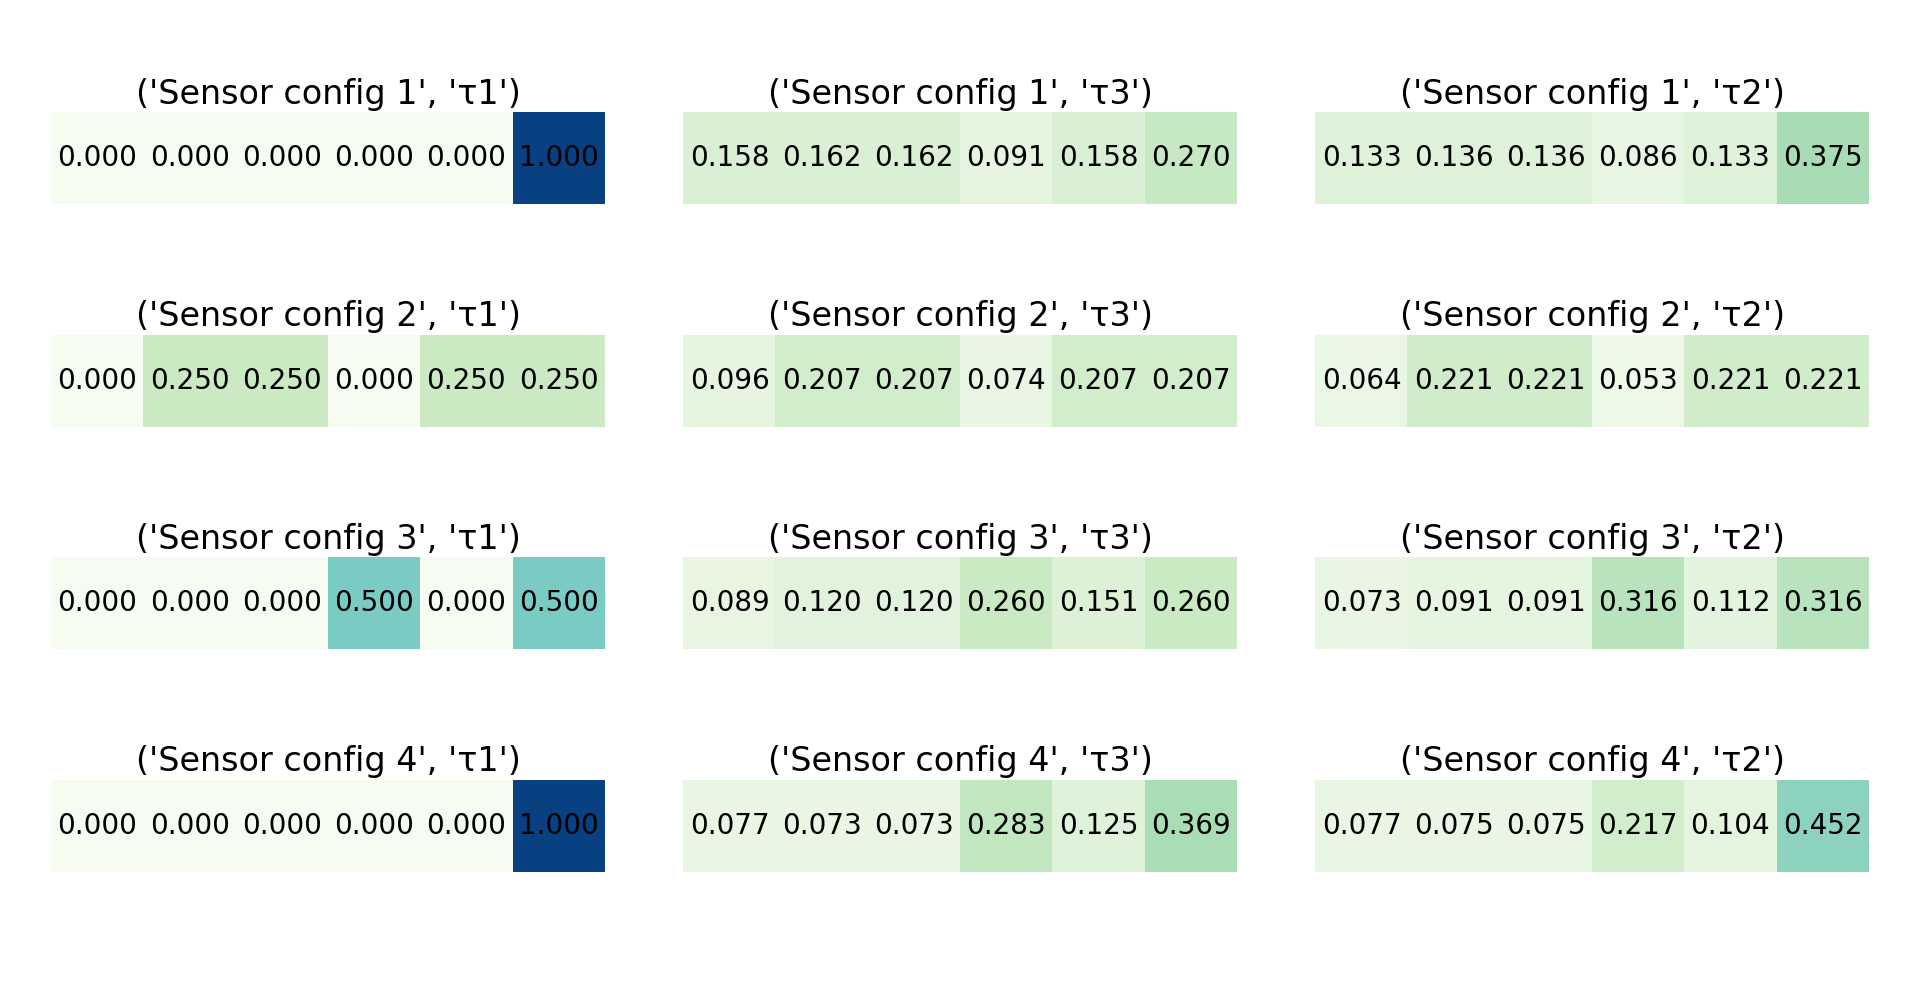 ('Sensor config 1', 'τ1') ('Sensor config 1', 'τ3') ('Sensor config 1', 'τ2')
0.000 0.000 0.000 0.000 0.000 1.000 0.158 0.162 0.162 0.091 0.158 0.270 0.133 0.136 0.136 0.086 0.133 0.375
('Sensor config 2', 'τ1') ('Sensor config 2', 'τ3') ('Sensor config 2', 'τ2')
0.000 0.250 0.250 0.000 0.250 0.250 0.096 0.207 0.207 0.074 0.207 0.207 0.064 0.221 0.221 0.053 0.221 0.221
('Sensor config 3', 'τ1') ('Sensor config 3', 'τ3') ('Sensor config 3', 'τ2')
0.000 0.000 0.000 0.500 0.000 0.500 0.089 0.120 0.120 0.260 0.151 0.260 0.073 0.091 0.091 0.316 0.112 0.316
('Sensor config 4', 'τ1') ('Sensor config 4', 'τ3') ('Sensor config 4', 'τ2')
0.000 0.000 0.000 0.000 0.000 1.000 0.077 0.073 0.073 0.283 0.125 0.369 0.077 0.075 0.075 0.217 0.104 0.452